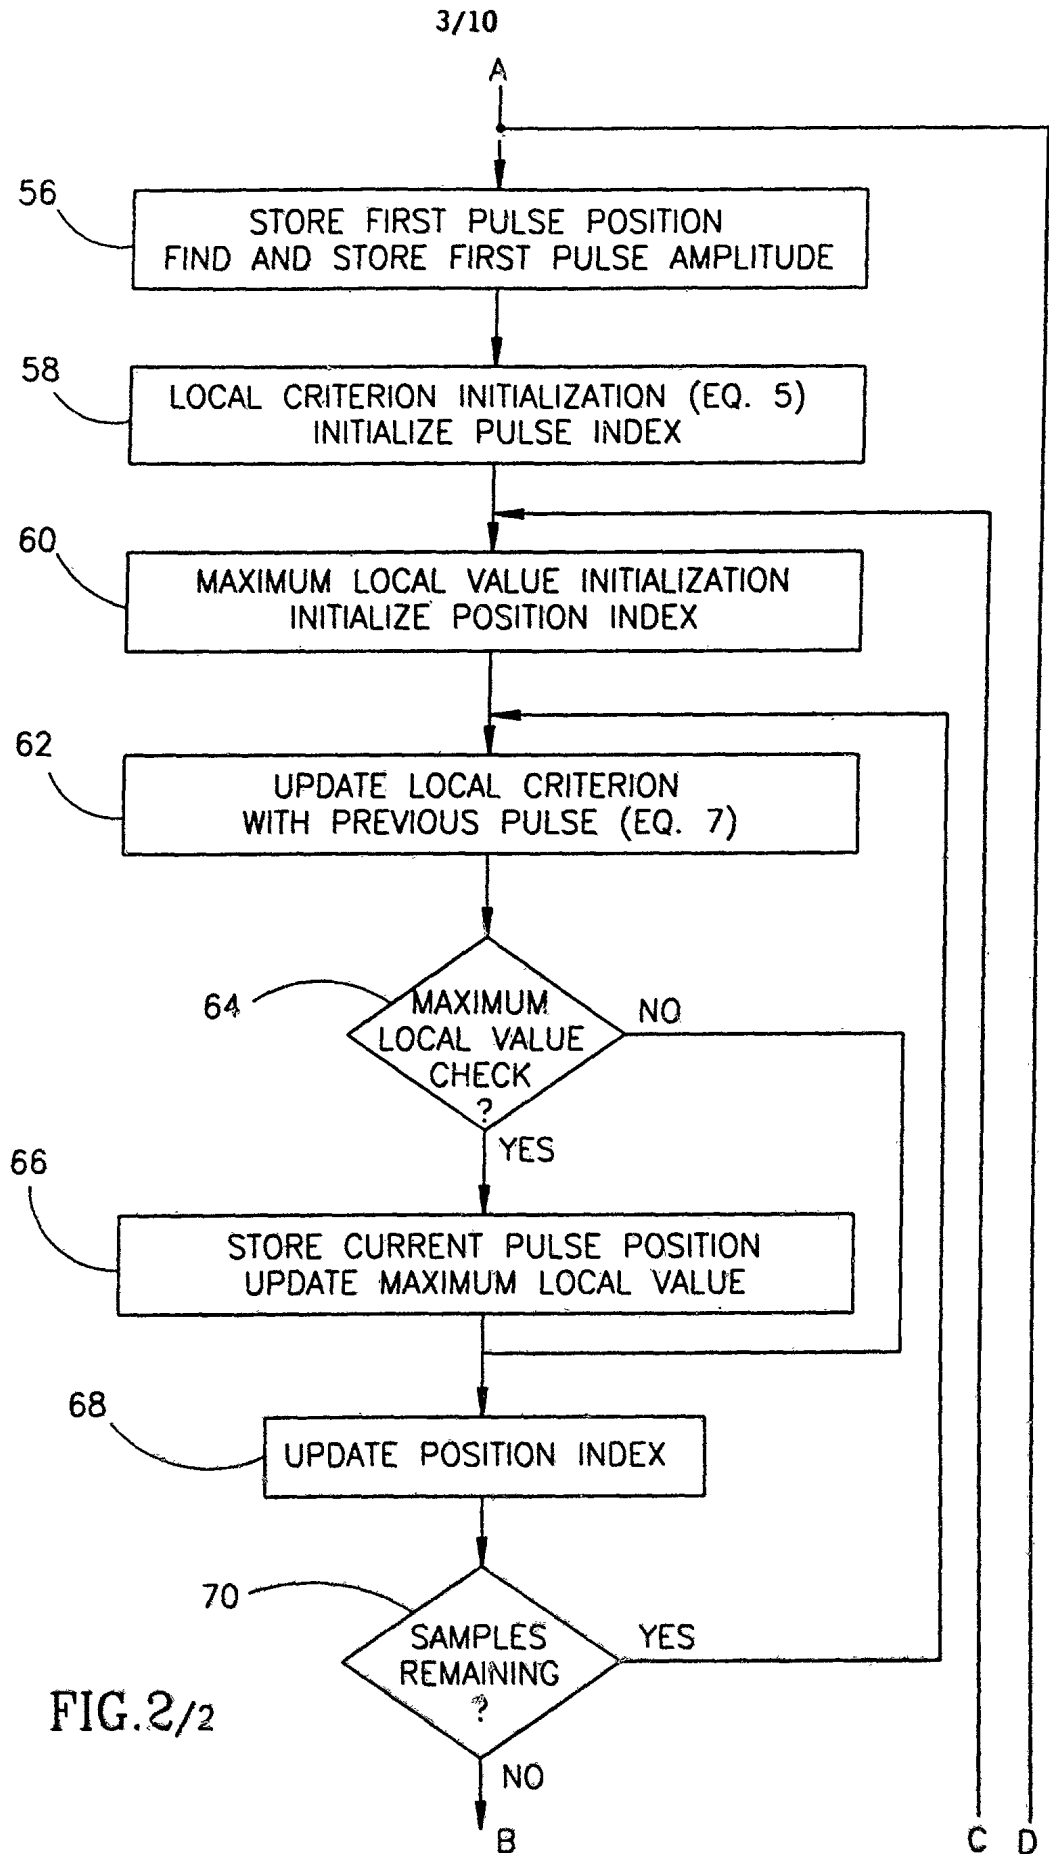 3/10
A
56
STORE FIRST PULSE POSITION
FIND AND STORE FIRST PULSE AMPLITUDE
58
LOCAL CRITERION INITIALIZATION (EQ. 5)
INITIALIZE PULSE INDEX
60
MAXIMUM LOCAL VALUE INITIALIZATION
INITIALIZE POSITION INDEX
62
UPDATE LOCAL CRITERION
WITH PREVIOUS PULSE (EQ. 7)
64
MAXIMUM
LOCAL VALUE
CHECK
?
NO
YES
66
STORE CURRENT PULSE POSITION
UPDATE MAXIMUM LOCAL VALUE
68
UPDATE POSITION INDEX
70
SAMPLES
REMAINING
?
YES
NO
FIG.2/2
B
C
D